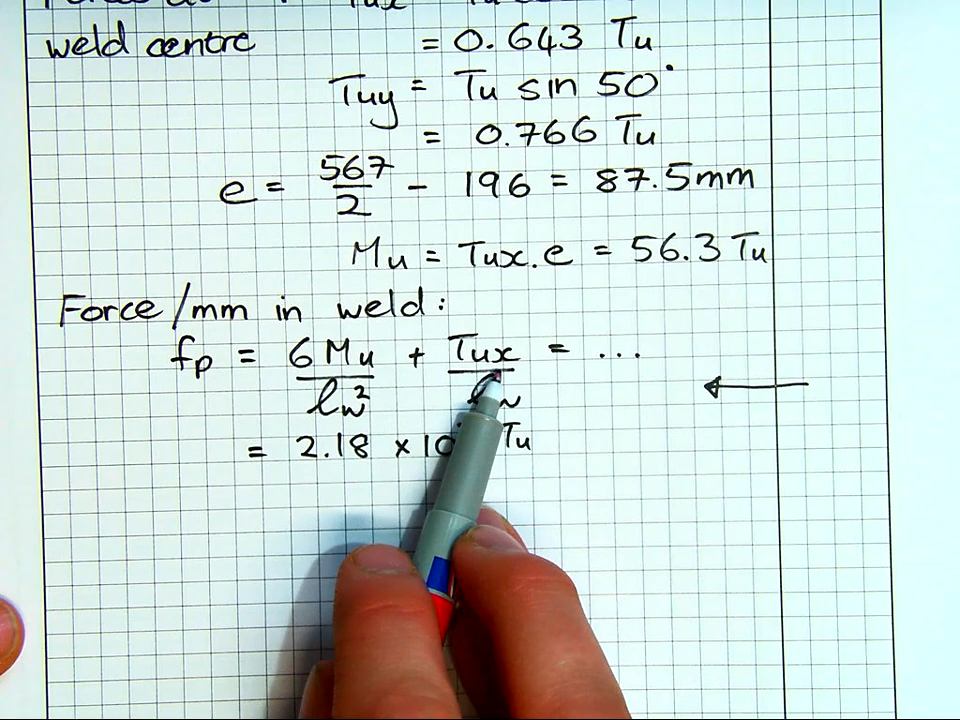 weld centre = 0.643 Tu
Tuy = Tu sin 50°
= 0.766 Tu
e = 567/2 - 196 = 87.5mm
Mu = Tux.e = 56.3 Tu
Force/mm in weld:
fp = 6Mu/lw² + Tux/lw = ...
= 2.18 ×10 Tu